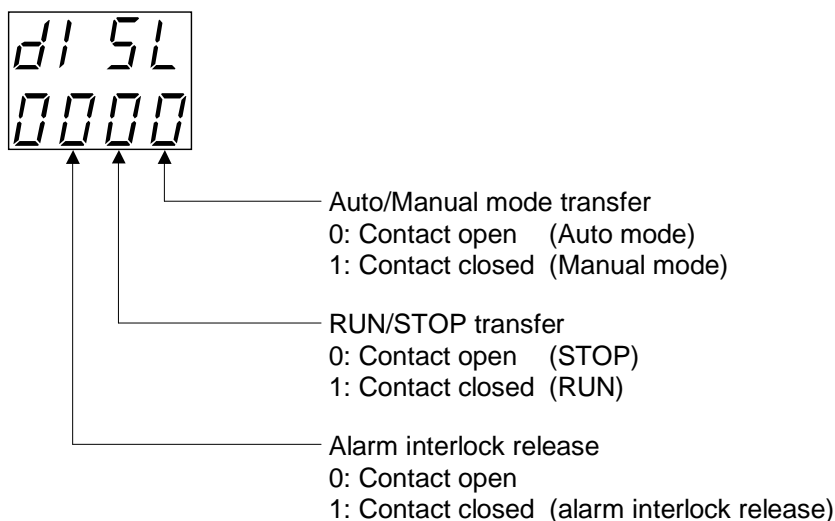 dI SL
0000
Auto/Manual mode transfer
0: Contact open (Auto mode)
1: Contact closed (Manual mode)
RUN/STOP transfer
0: Contact open (STOP)
1: Contact closed (RUN)
Alarm interlock release
0: Contact open
1: Contact closed (alarm interlock release)